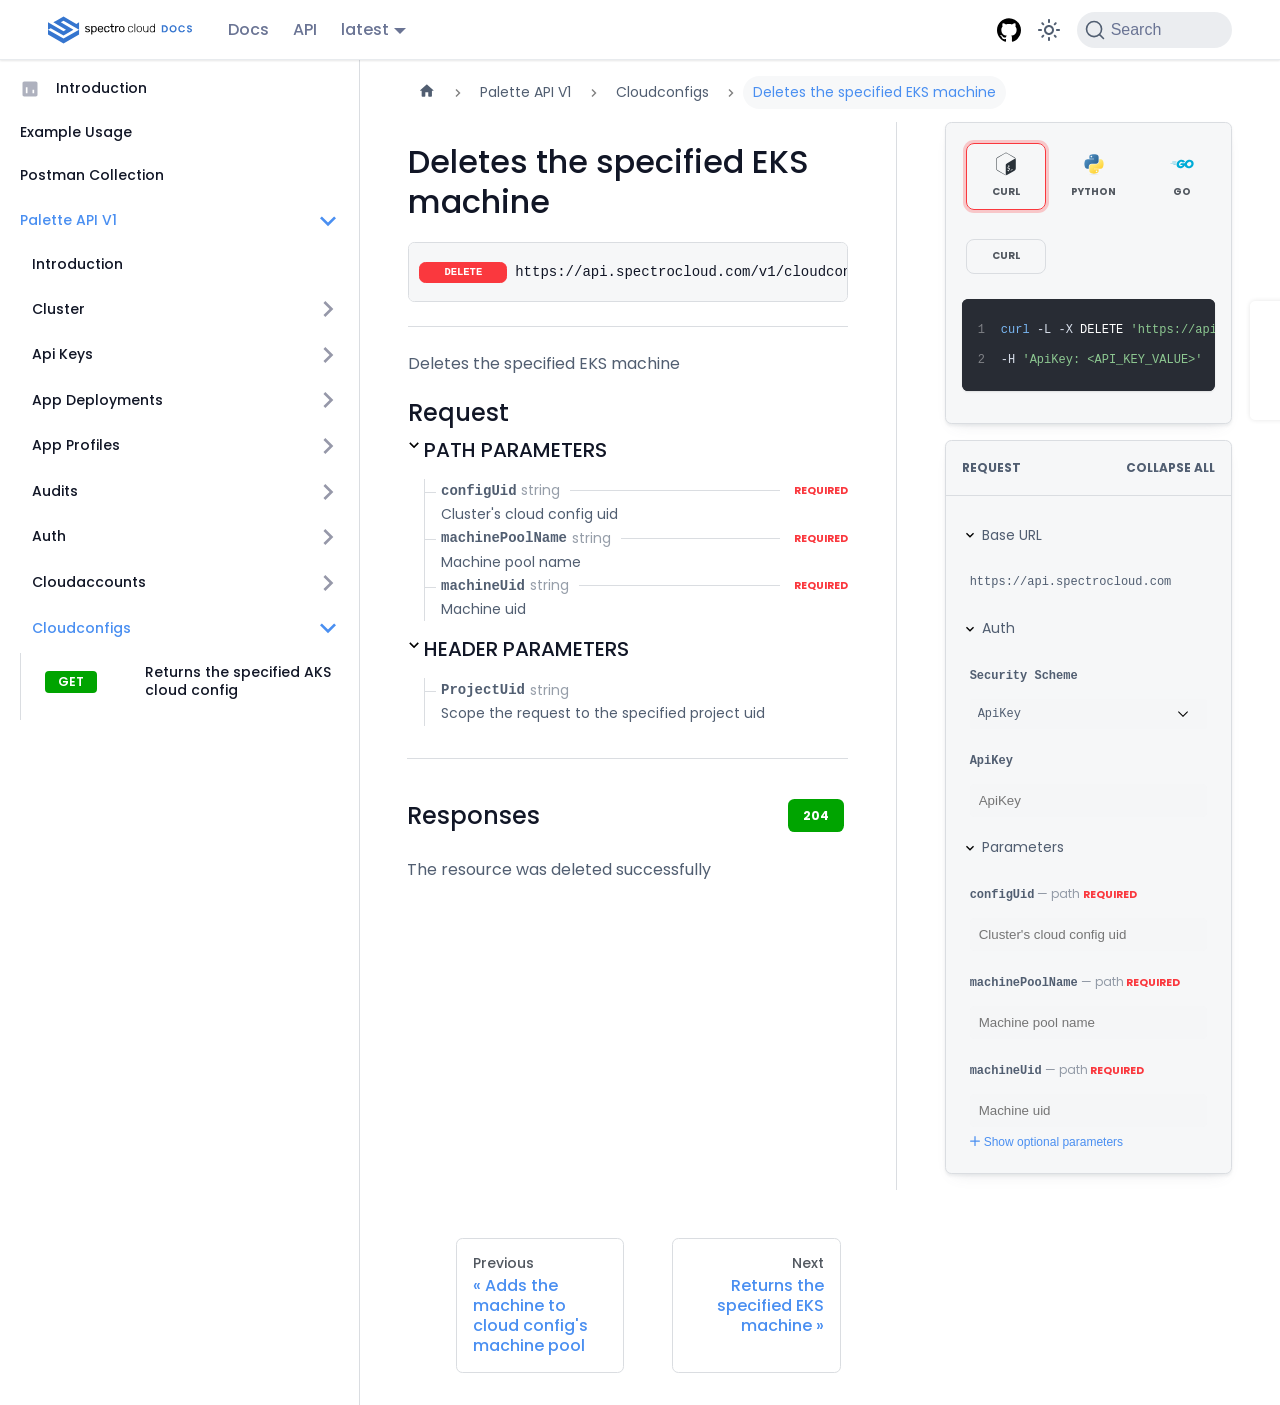 spectro cloud DOCS
Docs
API
latest
Search
Introduction
Example Usage
Postman Collection
Palette API V1
Introduction
Cluster
Api Keys
App Deployments
App Profiles
Audits
Auth
Cloudaccounts
Cloudconfigs
GET
Returns the specified AKS
cloud config
Palette API V1
Cloudconfigs
Deletes the specified EKS machine
Deletes the specified EKS
machine
DELETE https://api.spectrocloud.com/v1/cloudcon
Deletes the specified EKS machine
Request
PATH PARAMETERS
configUid string REQUIRED
Cluster's cloud config uid
machinePoolName string REQUIRED
Machine pool name
machineUid string REQUIRED
Machine uid
HEADER PARAMETERS
ProjectUid string
Scope the request to the specified project uid
Responses
204
The resource was deleted successfully
CURL
PYTHON
GO
CURL
1 curl -L -X DELETE 'https://api
2 -H 'ApiKey: <API_KEY_VALUE>'
REQUEST
COLLAPSE ALL
Base URL
https://api.spectrocloud.com
Auth
Security Scheme
ApiKey
ApiKey
ApiKey
Parameters
configUid — path REQUIRED
Cluster's cloud config uid
machinePoolName — path REQUIRED
Machine pool name
machineUid — path REQUIRED
Machine uid
Show optional parameters
Previous
« Adds the
machine to
cloud config's
machine pool
Next
Returns the
specified EKS
machine »